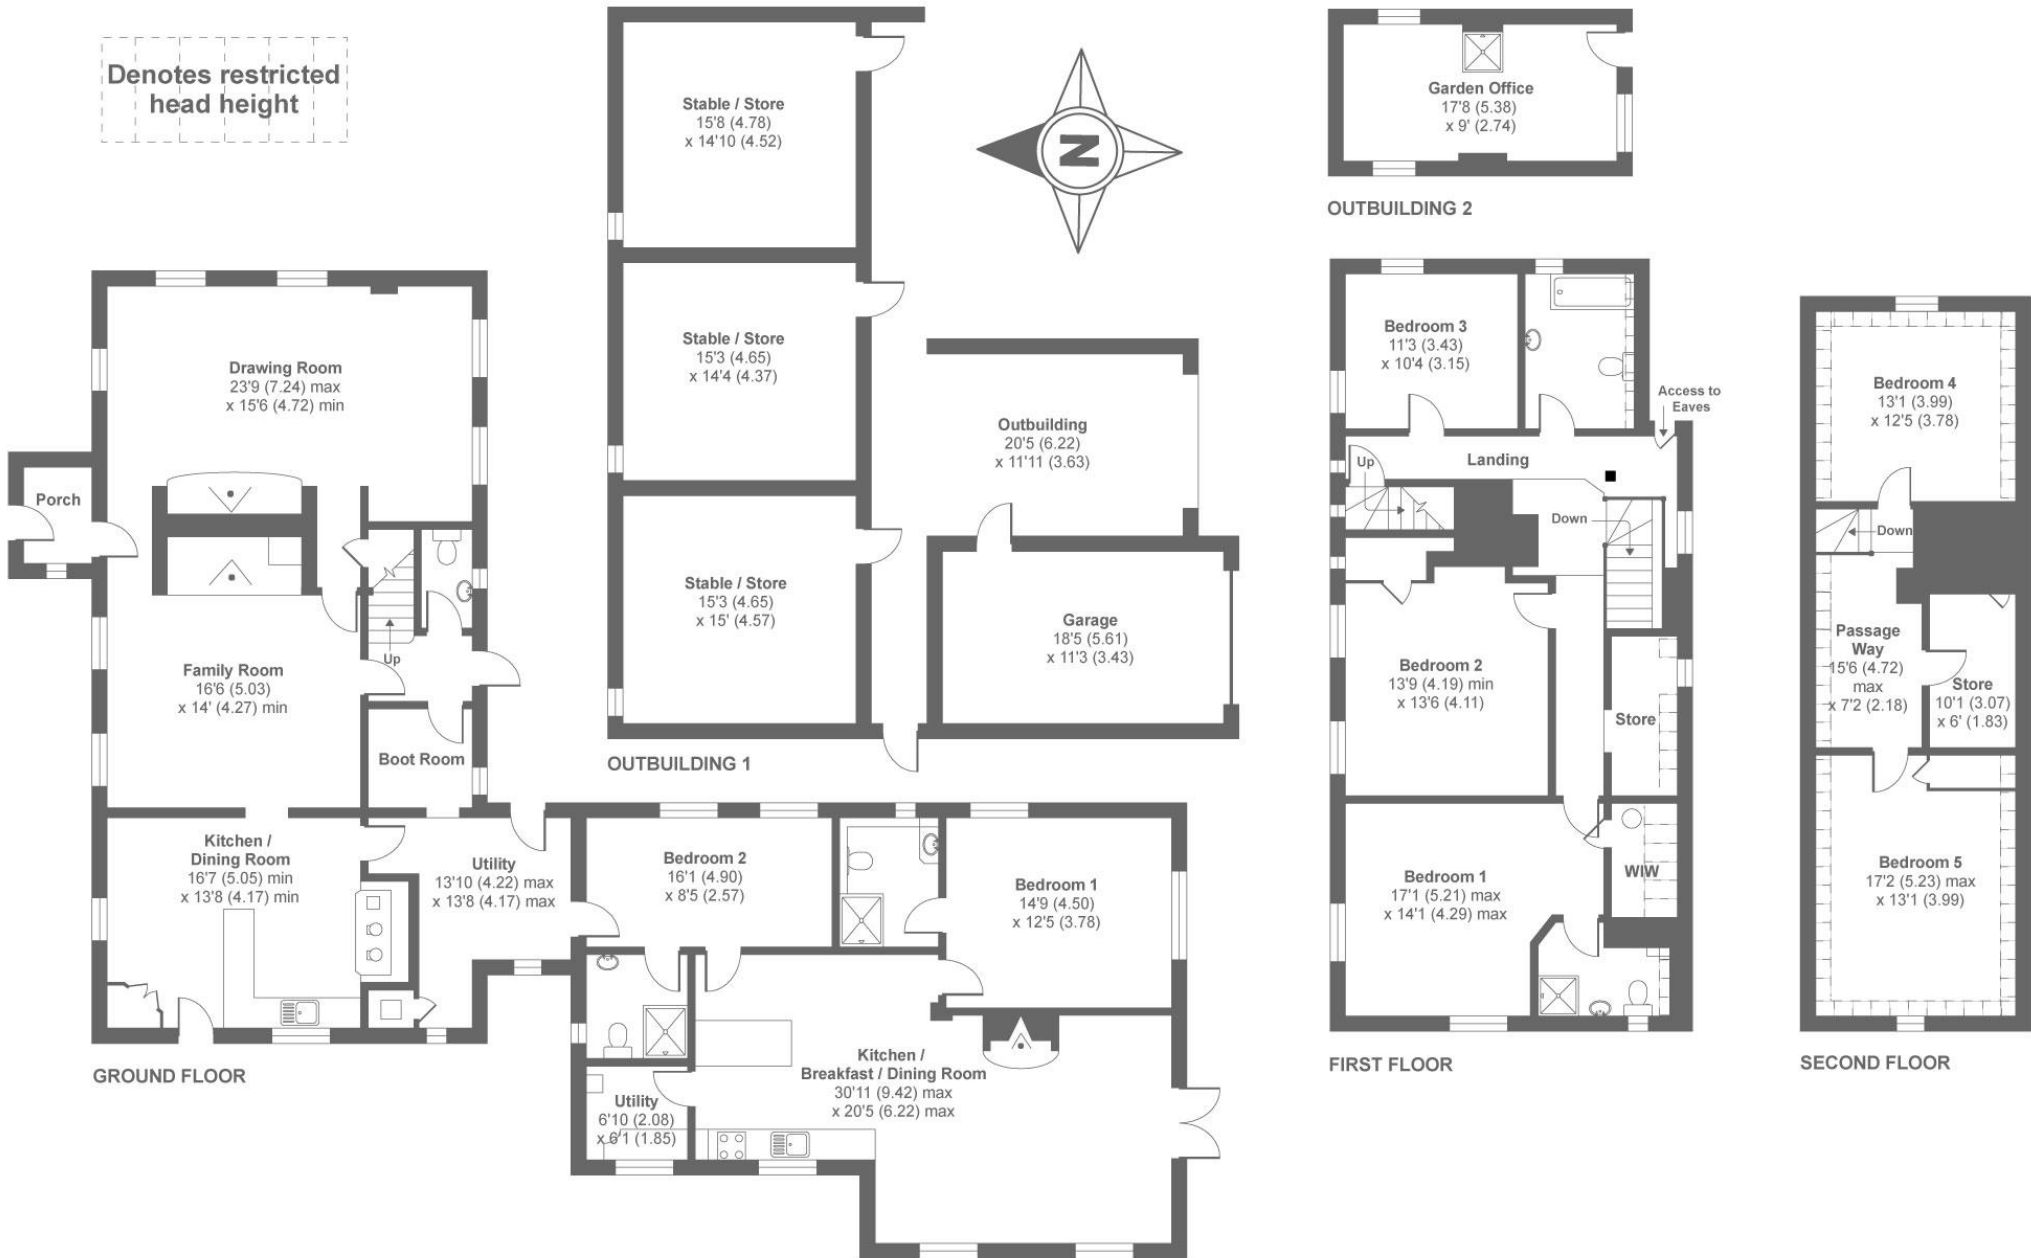 Denotes restricted
head height
Stable / Store
15'8 (4.78)
x 14'10 (4.52)
N
Garden Office
17'8 (5.38)
x 9' (2.74)
OUTBUILDING 2
Drawing Room
23'9 (7.24) max
x 15'6 (4.72) min
Porch
Up
Family Room
16'6 (5.03)
x 14' (4.27) min
Boot Room
Kitchen /
Dining Room
16'7 (5.05) min
x 13'8 (4.17) min
Utility
13'10 (4.22) max
x 13'8 (4.17) max
GROUND FLOOR
Stable / Store
15'3 (4.65)
x 14'4 (4.37)
Stable / Store
15'3 (4.65)
x 15' (4.57)
Outbuilding
20'5 (6.22)
x 11'11 (3.63)
Garage
18'5 (5.61)
x 11'3 (3.43)
OUTBUILDING 1
Bedroom 2
16'1 (4.90)
x 8'5 (2.57)
Bedroom 1
14'9 (4.50)
x 12'5 (3.78)
Kitchen /
Breakfast / Dining Room
30'11 (9.42) max
x 20'5 (6.22) max
Utility
6'10 (2.08)
x 6'1 (1.85)
Bedroom 3
11'3 (3.43)
x 10'4 (3.15)
Access to
Eaves
Landing
Up
Down
Bedroom 2
13'9 (4.19) min
x 13'6 (4.11)
Store
Bedroom 1
17'1 (5.21) max
x 14'1 (4.29) max
WIW
FIRST FLOOR
Bedroom 4
13'1 (3.99)
x 12'5 (3.78)
Down
Passage
Way
15'6 (4.72)
max
x 7'2 (2.18)
Store
10'1 (3.07)
x 6' (1.83)
Bedroom 5
17'2 (5.23) max
x 13'1 (3.99)
SECOND FLOOR